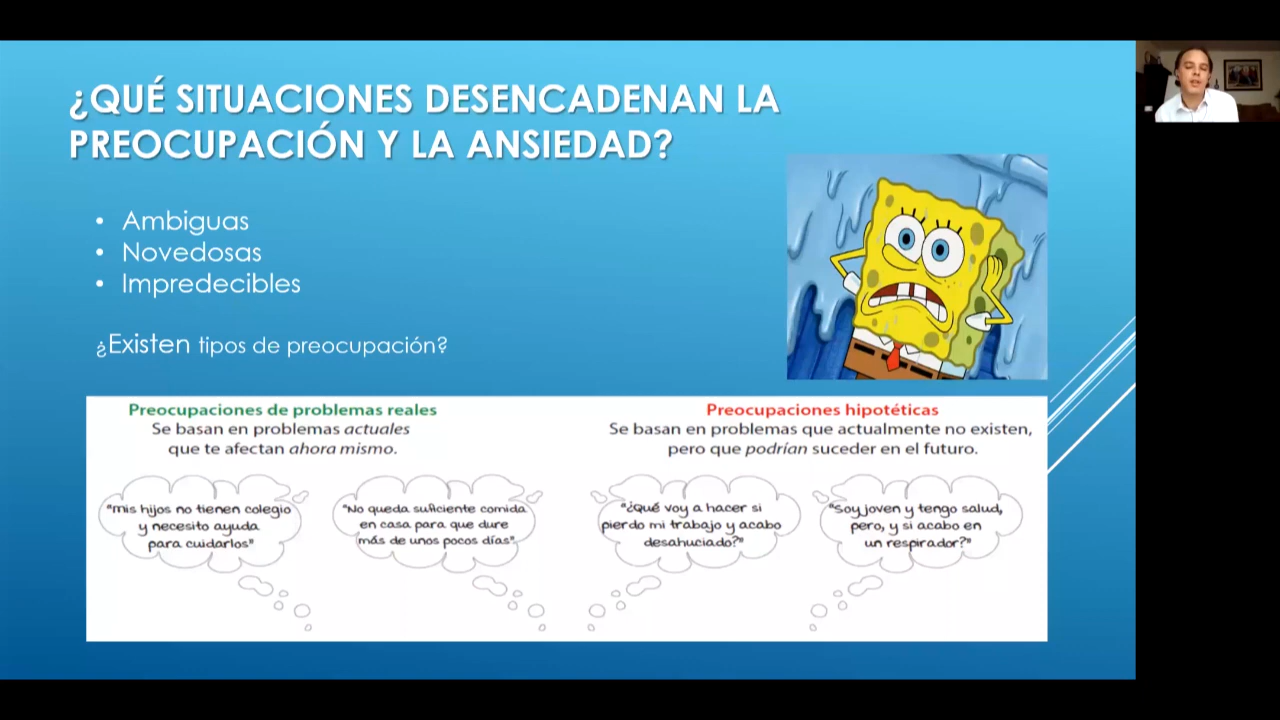 ¿QUÉ SITUACIONES DESENCADENAN LA
PREOCUPACIÓN Y LA ANSIEDAD?
• Ambiguas
• Novedosas
• Impredecibles
¿Existen tipos de preocupación?
Preocupaciones de problemas reales
Se basan en problemas actuales
que te afectan ahora mismo.
Preocupaciones hipotéticas
Se basan en problemas que actualmente no existen,
pero que podrían suceder en el futuro.
"mis hijos no tienen colegio
y necesito ayuda
para cuidarlos"
"No queda suficiente comida
en casa para que dure
más de unos pocos días"
"¿qué voy a hacer si
pierdo mi trabajo y acabo
desahuciado?"
"Soy joven y tengo salud,
pero, y si acabo en
un respirador?"